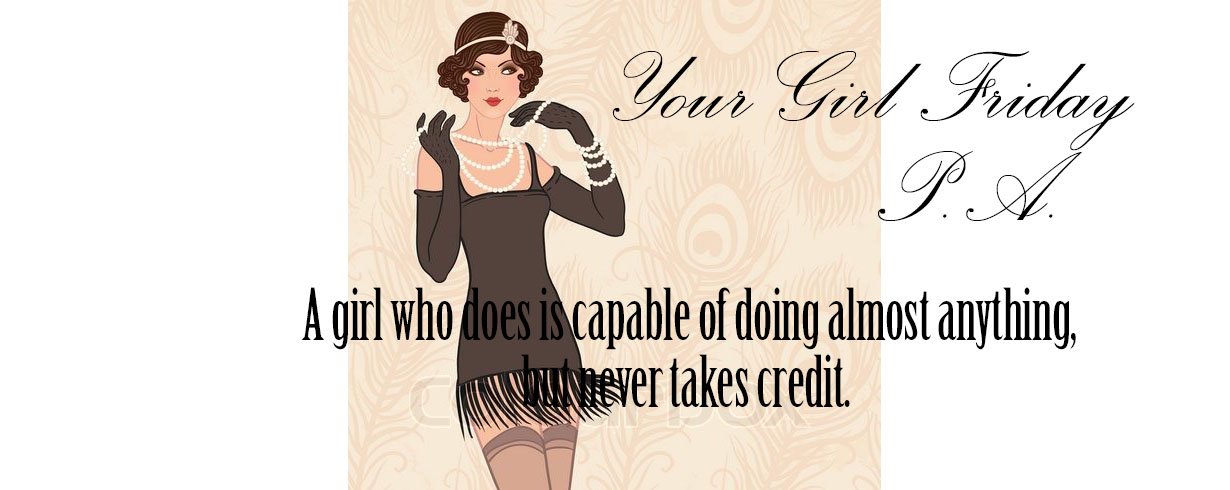 Your Girl Friday
P. A.
A girl who does is capable of doing almost anything,
but never takes credit.